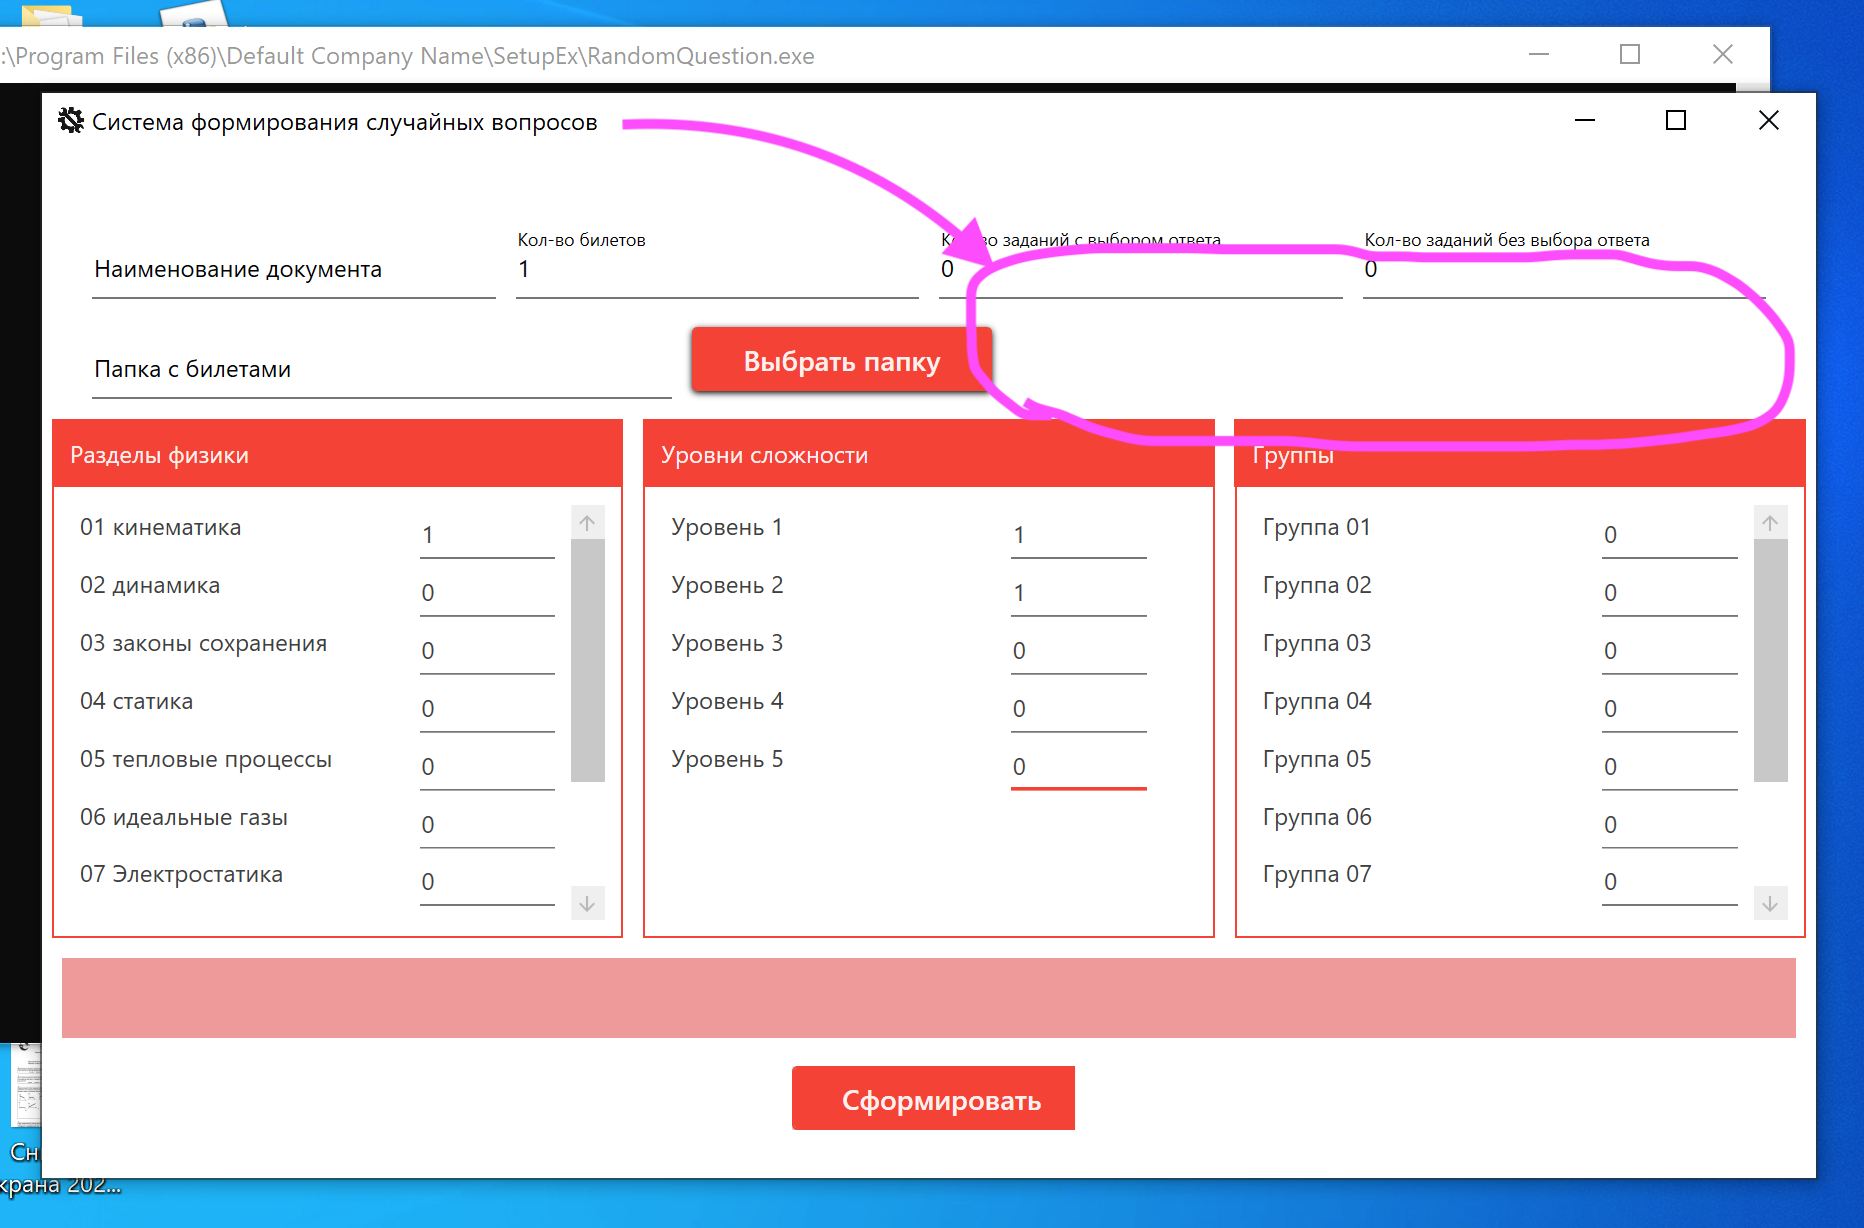 :\Program Files (x86)\Default Company Name\SetupEx\RandomQuestion.exe
Система формирования случайных вопросов
Кол-во билетов
Кол-во заданий с выбором ответа
Кол-во заданий без выбора ответа
Наименование документа
1
0
0
Папка с билетами
Выбрать папку
Разделы физики
Уровни сложности
Группы
01 кинематика 1
02 динамика 0
03 законы сохранения 0
04 статика 0
05 тепловые процессы 0
06 идеальные газы 0
07 Электростатика 0
Уровень 1 1
Уровень 2 1
Уровень 3 0
Уровень 4 0
Уровень 5 0
Группа 01 0
Группа 02 0
Группа 03 0
Группа 04 0
Группа 05 0
Группа 06 0
Группа 07 0
Сформировать
Сн
крана 202...